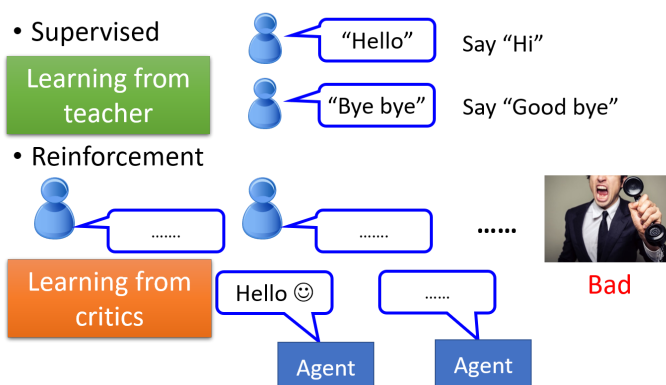 • Supervised
Learning from
teacher
“Hello”
Say “Hi”
“Bye bye”
Say “Good bye”
• Reinforcement
.......
.......
......
Bad
Learning from
critics
Hello ☺
......
Agent
Agent